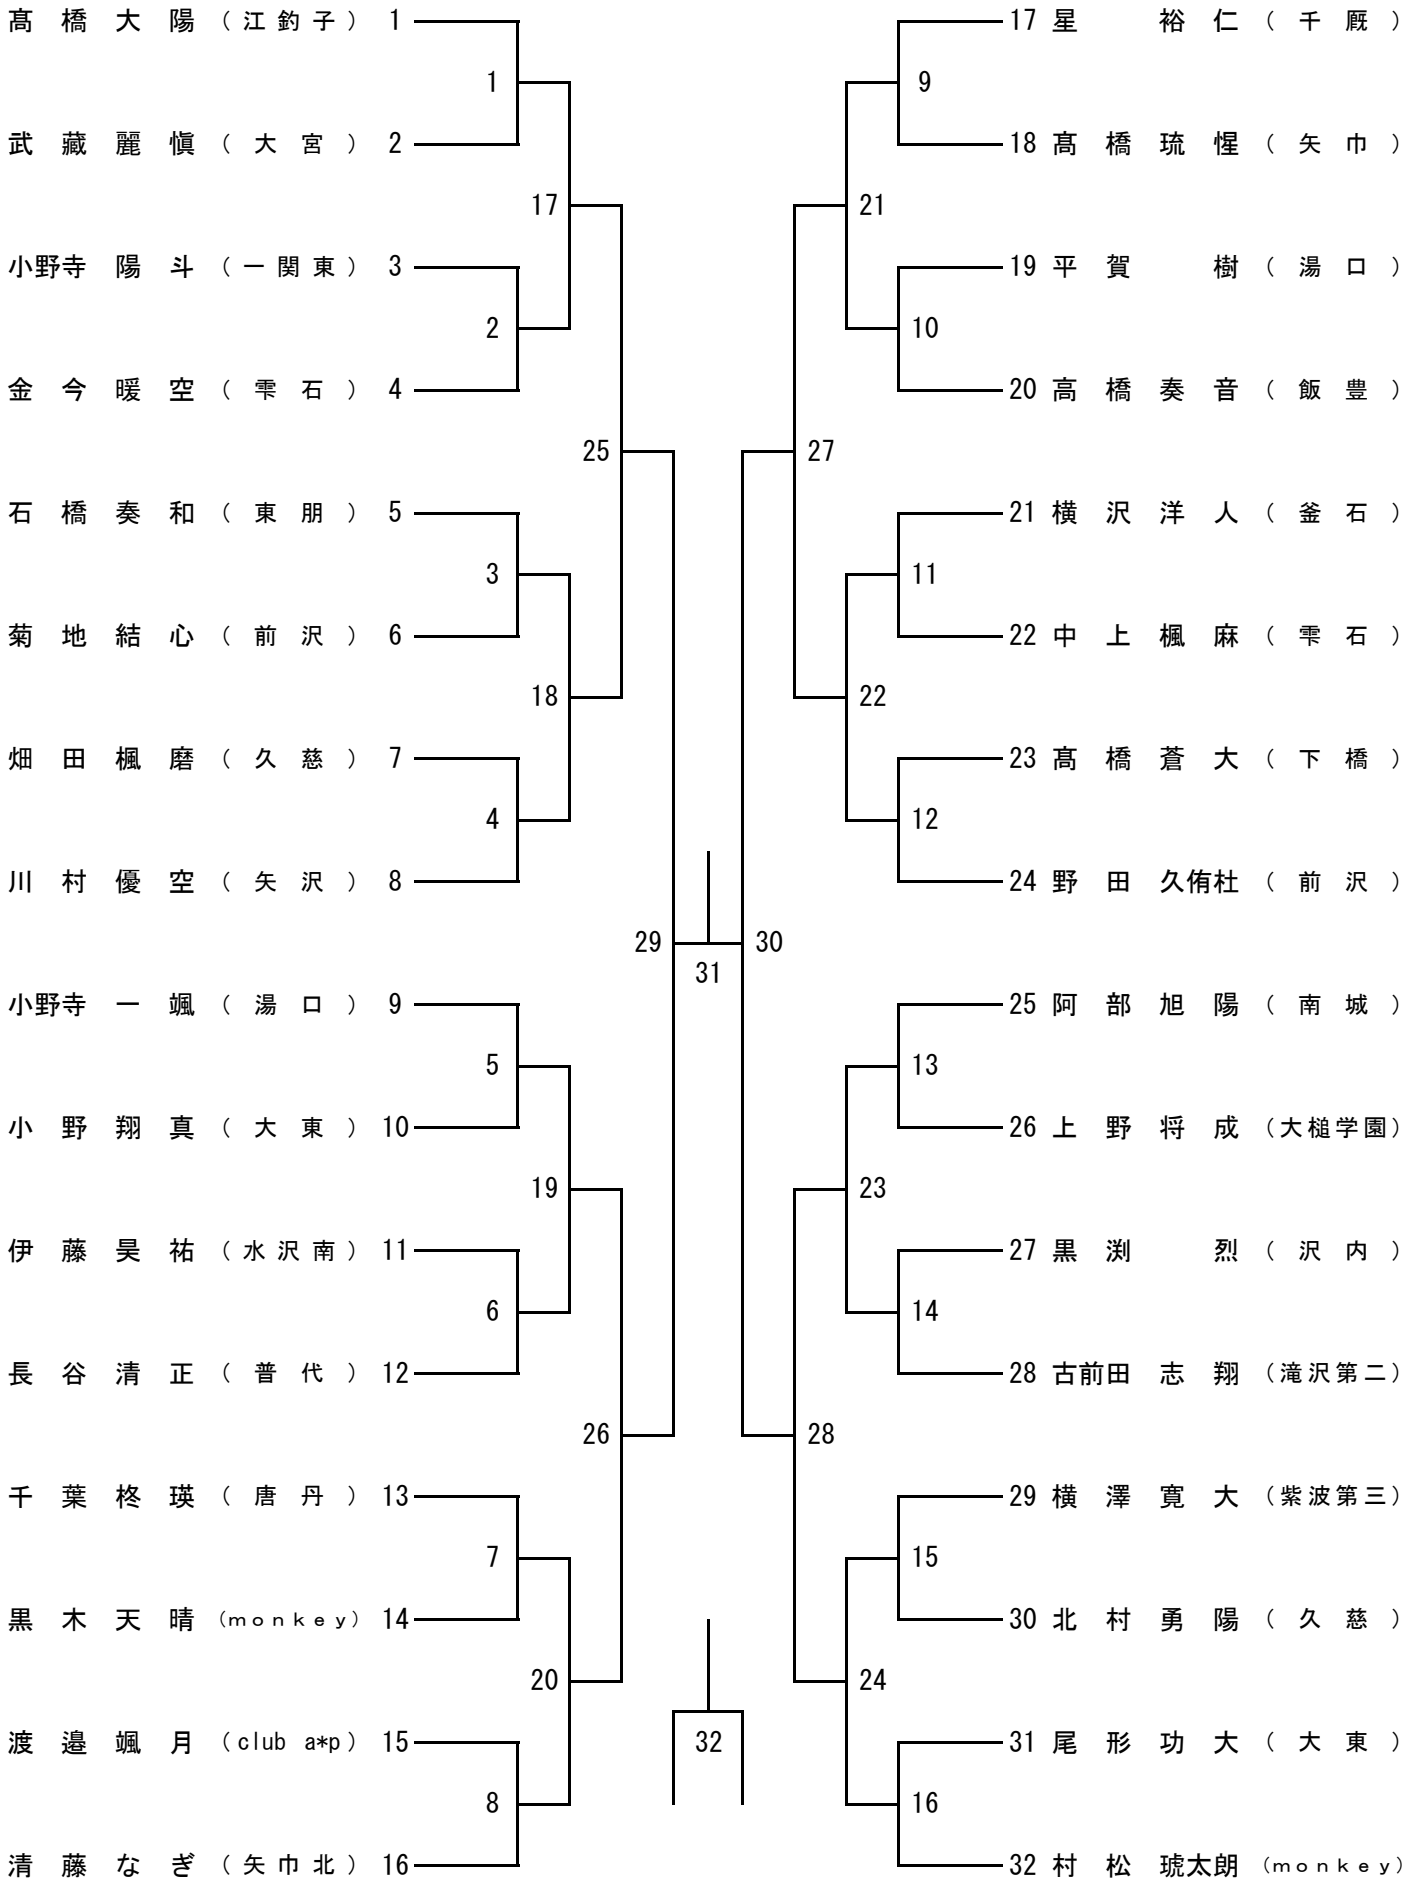 髙橋大陽 (江釣子) 1
1
武藏麗愼 (大宮) 2
17
小野寺陽斗 (一関東) 3
2
金今暖空 (雫石) 4
25
石橋奏和 (東朋) 5
3
菊地結心 (前沢) 6
18
畑田楓磨 (久慈) 7
4
川村優空 (矢沢) 8
29
31
小野寺一颯 (湯口) 9
5
小野翔真 (大東) 10
19
伊藤昊祐 (水沢南) 11
6
長谷清正 (普代) 12
26
千葉柊瑛 (唐丹) 13
7
黒木天晴 (monkey) 14
20
渡邉颯月 (club a*p) 15
8
清藤なぎ (矢巾北) 16
32
17 星裕仁 (千厩)
9
18 髙橋琉惺 (矢巾)
21
19 平賀樹 (湯口)
10
20 高橋奏音 (飯豊)
27
21 横沢洋人 (釜石)
11
22 中上楓麻 (雫石)
22
23 髙橋蒼大 (下橋)
12
24 野田久侑杜 (前沢)
30
25 阿部旭陽 (南城)
13
26 上野将成 (大槌学園)
23
27 黒渕烈 (沢内)
14
28 古前田志翔 (滝沢第二)
28
29 横澤寛大 (紫波第三)
15
30 北村勇陽 (久慈)
24
31 尾形功大 (大東)
16
32 村松琥太朗 (monkey)